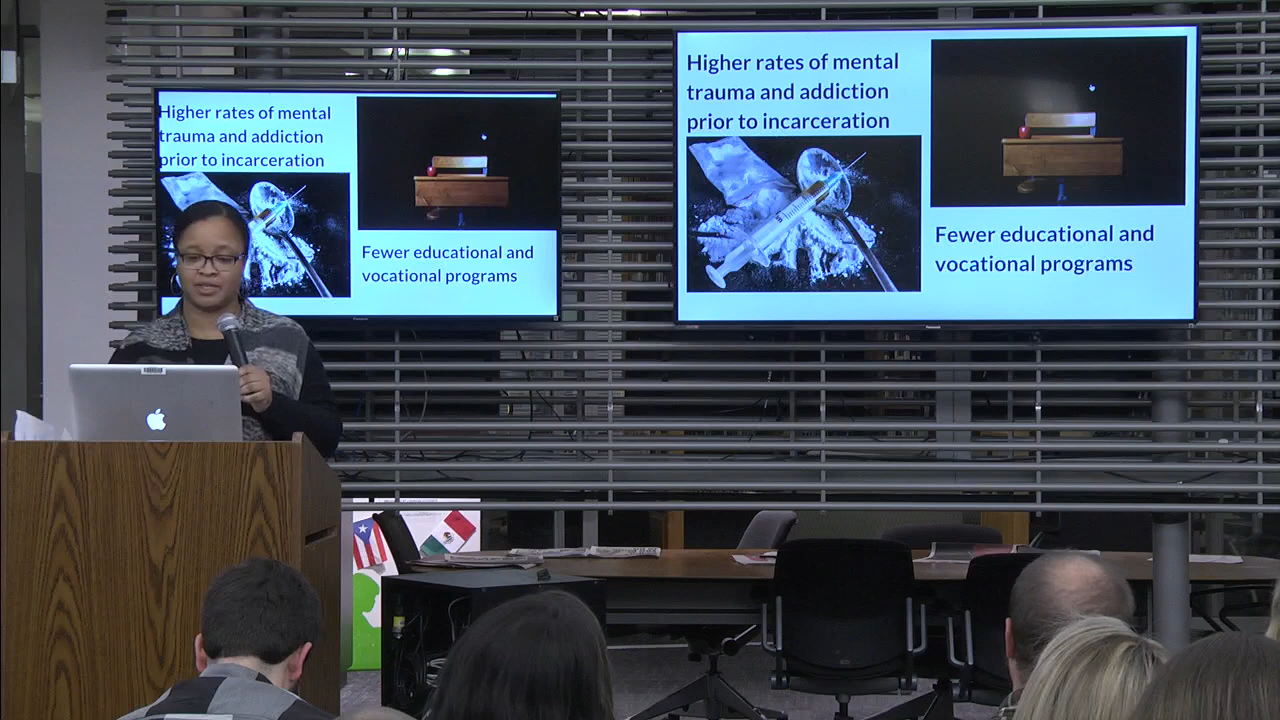 Higher rates of mental
trauma and addiction
prior to incarceration
Fewer educational and
vocational programs
Higher rates of mental
trauma and addiction
prior to incarceration
Fewer educational and
vocational programs
Panasonic